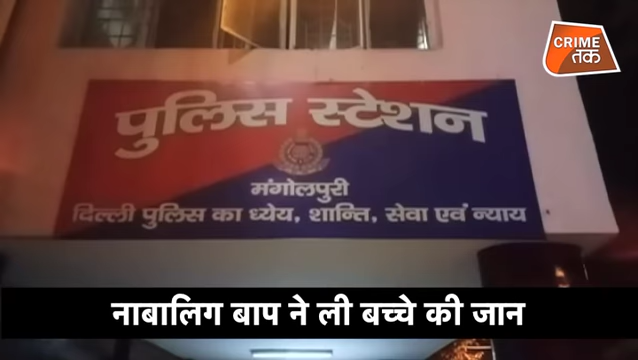 CRIME
तक
पुलिस स्टेशन
मंगोलपुरी
दिल्ली पुलिस का ध्येय, शान्ति, सेवा एवं न्याय
नाबालिग बाप ने ली बच्चे की जान